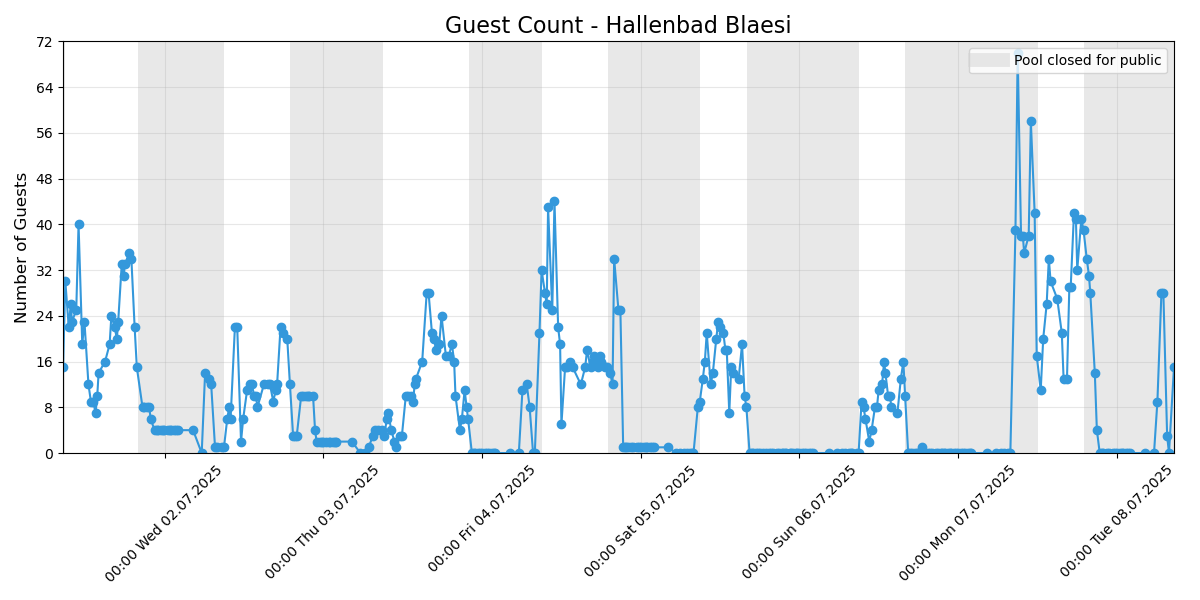 Guest Count - Hallenbad Blaesi
Pool closed for public
Number of Guests
72
64
56
48
40
32
24
16
8
0
00:00 Wed 02.07.2025
00:00 Thu 03.07.2025
00:00 Fri 04.07.2025
00:00 Sat 05.07.2025
00:00 Sun 06.07.2025
00:00 Mon 07.07.2025
00:00 Tue 08.07.2025